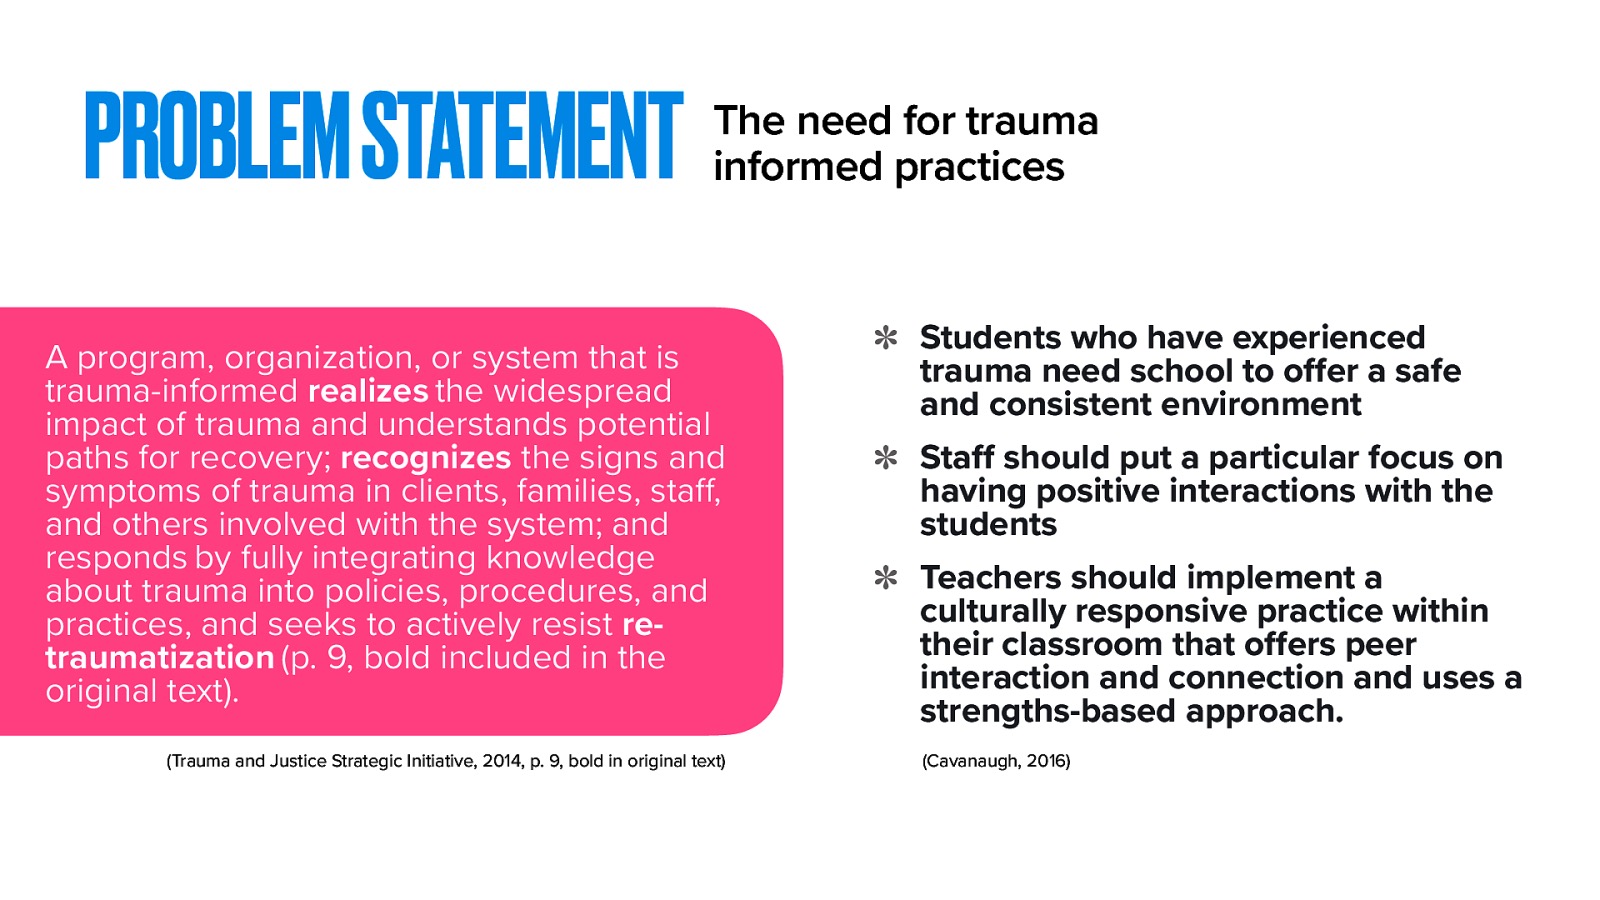 PROBLEM STATEMENT
The need for trauma
informed practices
A program, organization, or system that is
trauma-informed realizes the widespread
impact of trauma and understands potential
paths for recovery; recognizes the signs and
symptoms of trauma in clients, families, staff,
and others involved with the system; and
responds by fully integrating knowledge
about trauma into policies, procedures, and
practices, and seeks to actively resist re-
traumatization (p. 9, bold included in the
original text).
(Trauma and Justice Strategic Initiative, 2014, p. 9, bold in original text)
✻ Students who have experienced
trauma need school to offer a safe
and consistent environment
✻ Staff should put a particular focus on
having positive interactions with the
students
✻ Teachers should implement a
culturally responsive practice within
their classroom that offers peer
interaction and connection and uses a
strengths-based approach.
(Cavanaugh, 2016)